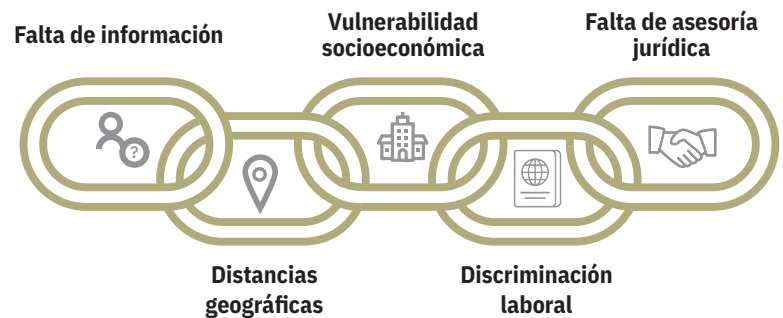 Falta de información
Vulnerabilidad
socioeconómica
Falta de asesoría
jurídica
?
Distancias
geográficas
Discriminación
laboral